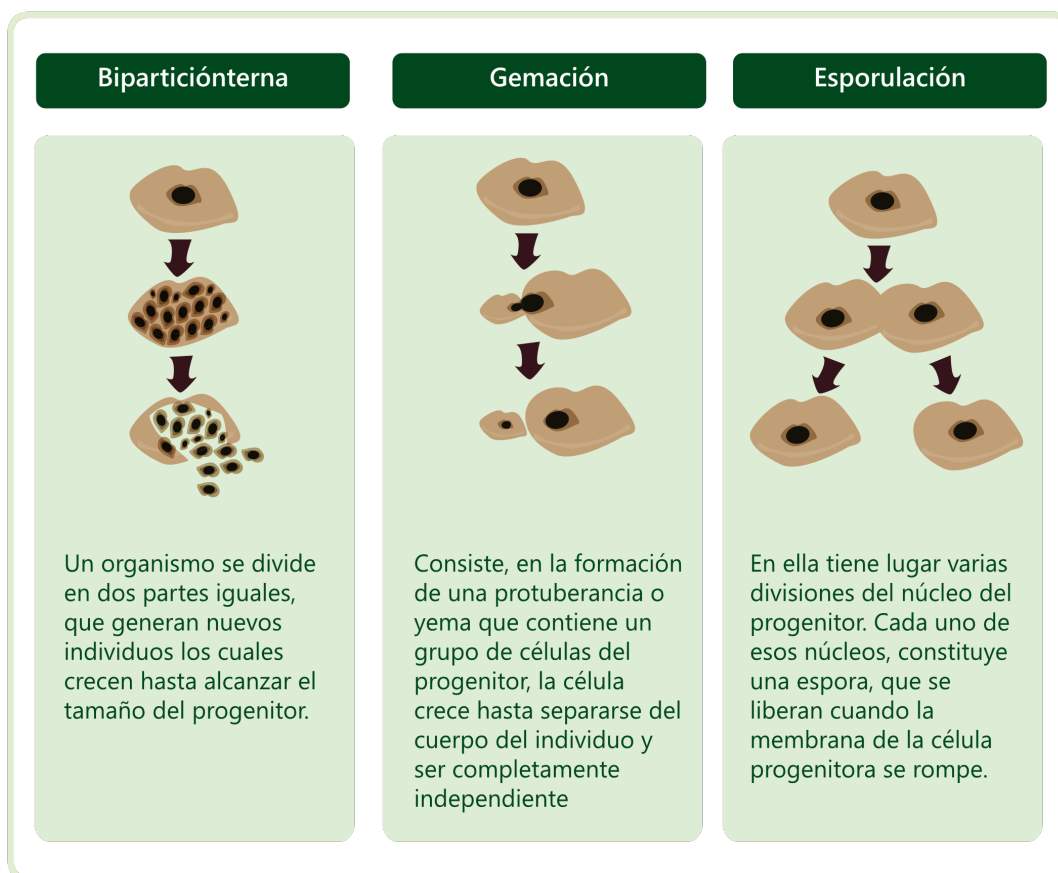 Biparticiónterna
Gemación
Esporulación
Un organismo se divide
en dos partes iguales,
que generan nuevos
individuos los cuales
crecen hasta alcanzar el
tamaño del progenitor.
Consiste, en la formación
de una protuberancia o
yema que contiene un
grupo de células del
progenitor, la célula
crece hasta separarse del
cuerpo del individuo y
ser completamente
independiente
En ella tiene lugar varias
divisiones del núcleo del
progenitor. Cada uno de
esos núcleos, constituye
una espora, que se
liberan cuando la
membrana de la célula
progenitora se rompe.